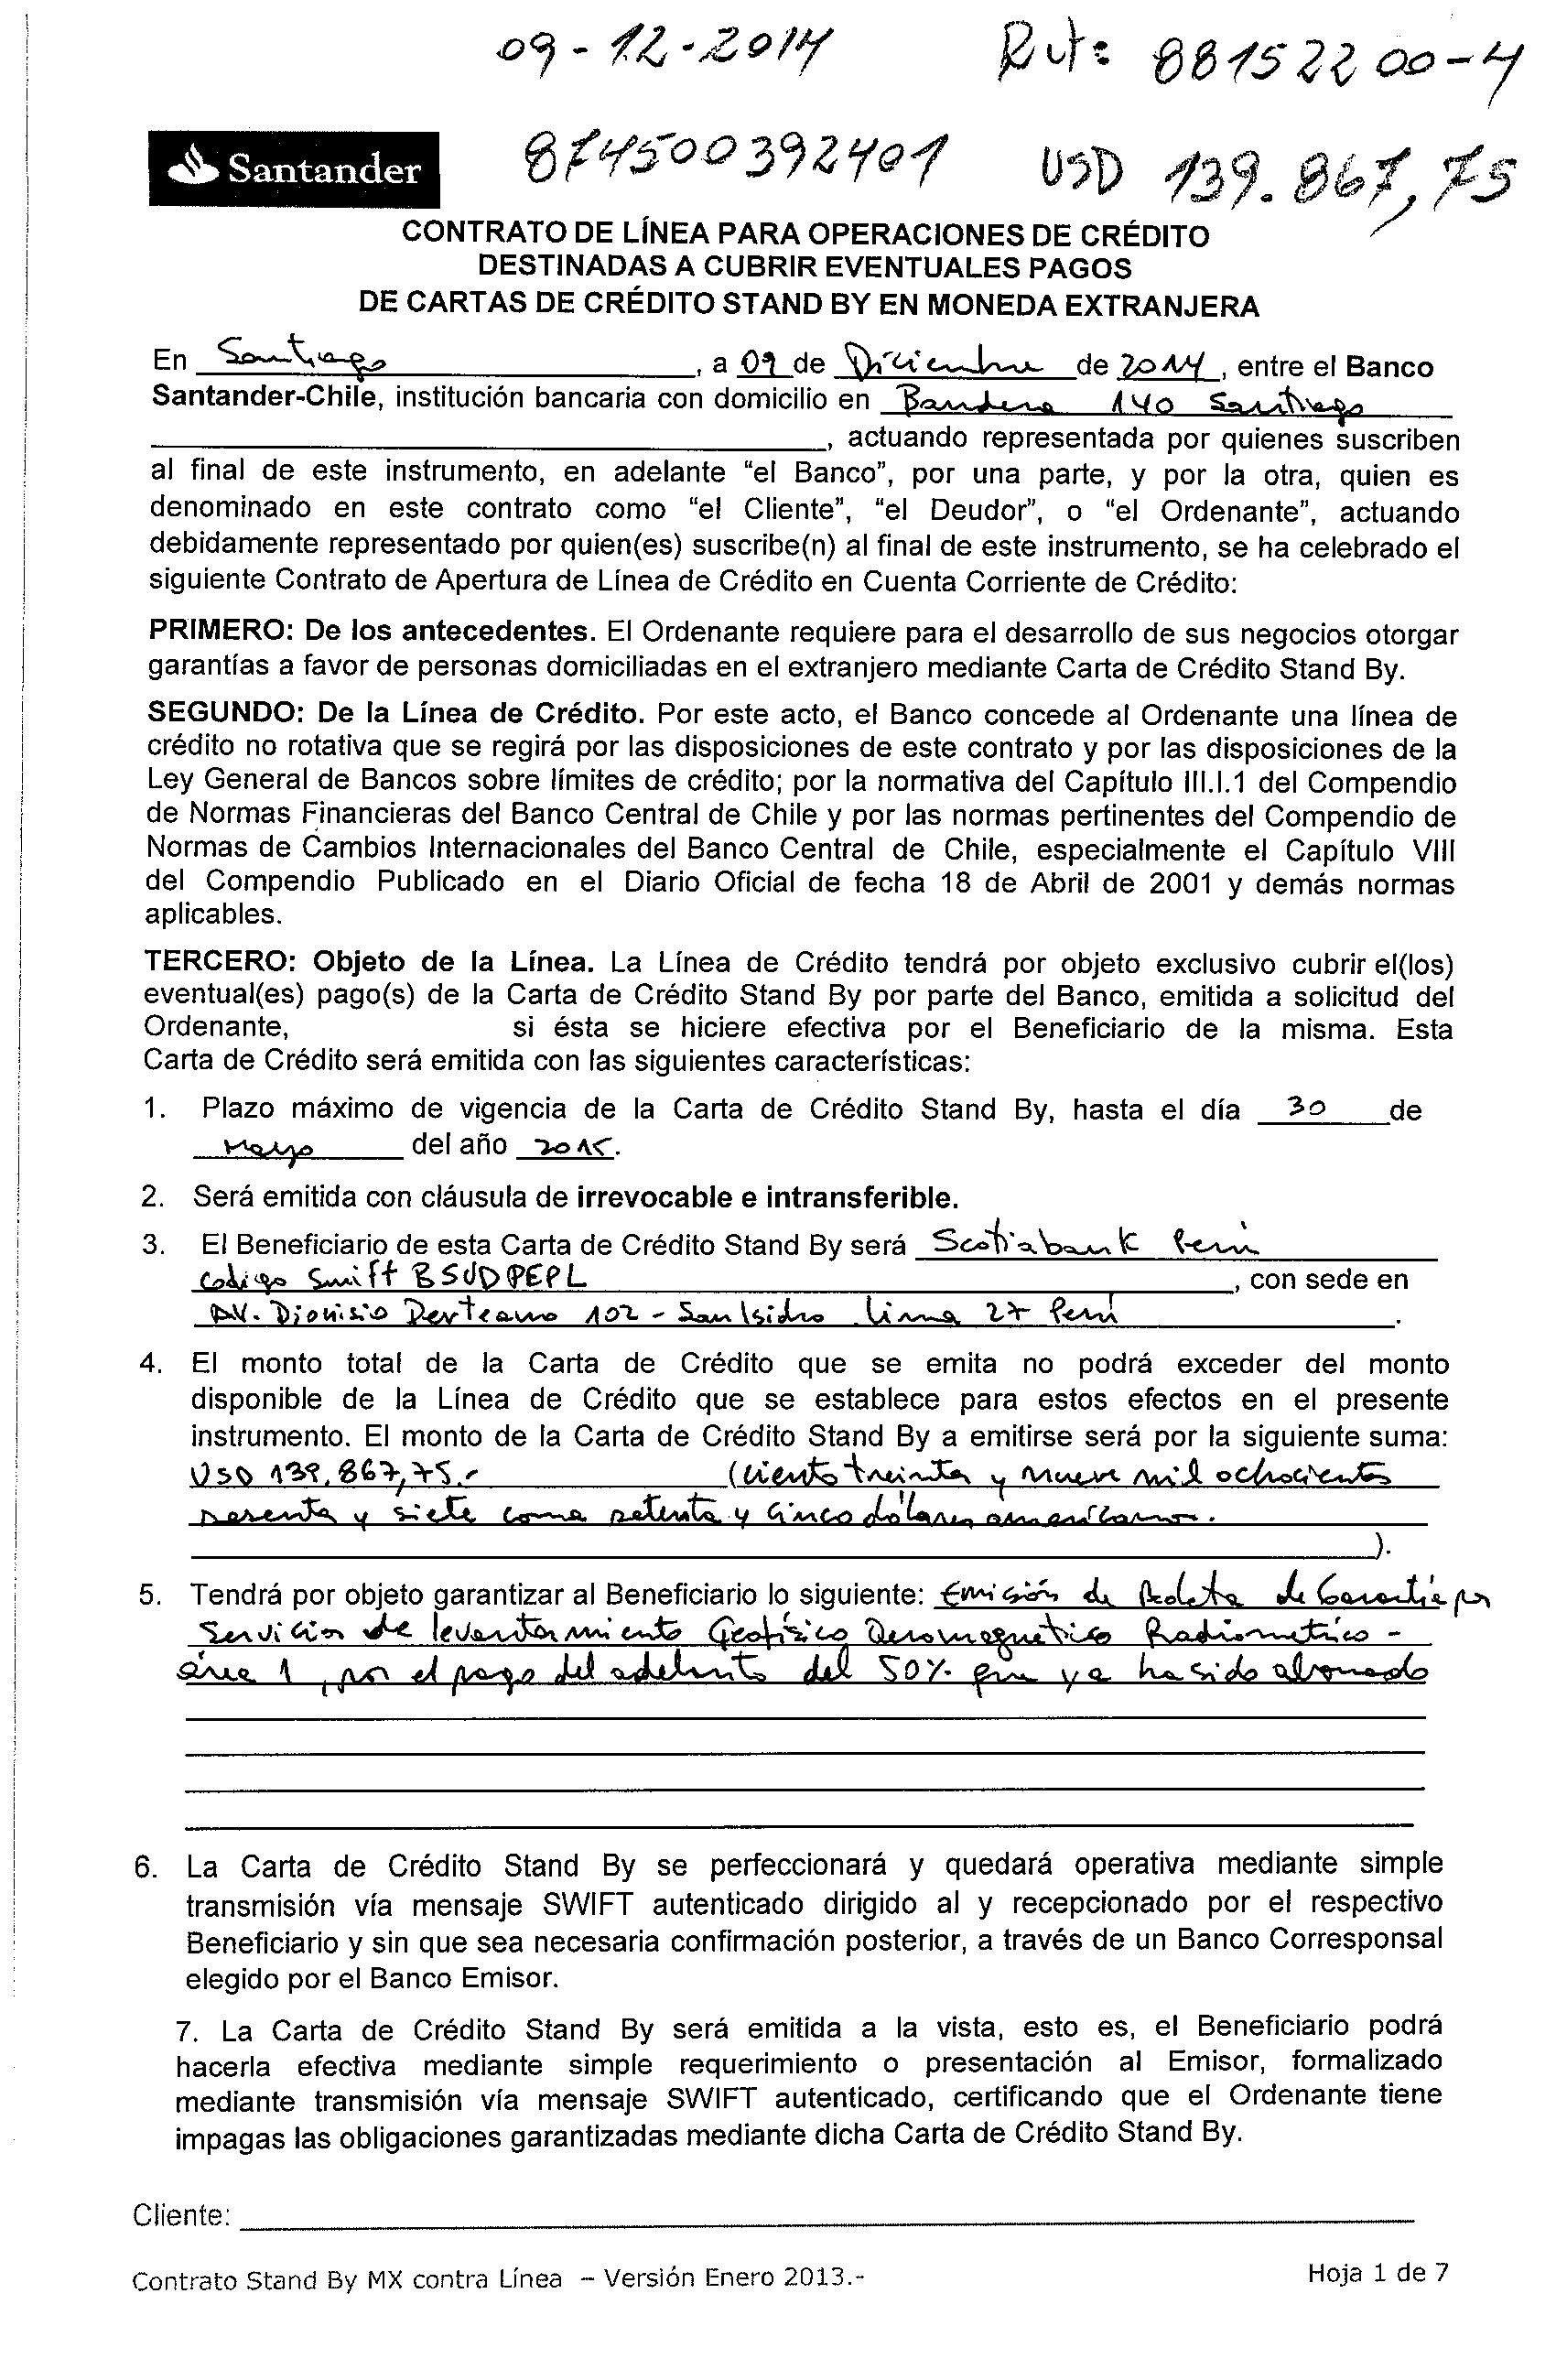 09-12-2014 Rut: 88152200-4
Santander 874500392401 USD 139.867,75
CONTRATO DE LÍNEA PARA OPERACIONES DE CRÉDITO
DESTINADAS A CUBRIR EVENTUALES PAGOS
DE CARTAS DE CRÉDITO STAND BY EN MONEDA EXTRANJERA
En Santiago, a 09 de Diciembre de 2014, entre el Banco
Santander-Chile, institución bancaria con domicilio en Bandera 140 Santiago
, actuando representada por quienes suscriben
al final de este instrumento, en adelante "el Banco", por una parte, y por la otra, quien es
denominado en este contrato como "el Cliente", "el Deudor", o "el Ordenante", actuando
debidamente representado por quien(es) suscribe(n) al final de este instrumento, se ha celebrado el
siguiente Contrato de Apertura de Línea de Crédito en Cuenta Corriente de Crédito:
PRIMERO: De los antecedentes. El Ordenante requiere para el desarrollo de sus negocios otorgar
garantías a favor de personas domiciliadas en el extranjero mediante Carta de Crédito Stand By.
SEGUNDO: De la Línea de Crédito. Por este acto, el Banco concede al Ordenante una línea de
crédito no rotativa que se regirá por las disposiciones de este contrato y por las disposiciones de la
Ley General de Bancos sobre límites de crédito; por la normativa del Capítulo III.I.1 del Compendio
de Normas Financieras del Banco Central de Chile y por las normas pertinentes del Compendio de
Normas de Cambios Internacionales del Banco Central de Chile, especialmente el Capítulo VIII
del Compendio Publicado en el Diario Oficial de fecha 18 de Abril de 2001 y demás normas
aplicables.
TERCERO: Objeto de la Línea. La Línea de Crédito tendrá por objeto exclusivo cubrir el(los)
eventual(es) pago(s) de la Carta de Crédito Stand By por parte del Banco, emitida a solicitud del
Ordenante, si ésta se hiciere efectiva por el Beneficiario de la misma. Esta
Carta de Crédito será emitida con las siguientes características:
1. Plazo máximo de vigencia de la Carta de Crédito Stand By, hasta el día 30 de
Mayo del año 2015.
2. Será emitida con cláusula de irrevocable e intransferible.
3. El Beneficiario de esta Carta de Crédito Stand By será Scotiabank Perú
Codigo Swift BSUDPEPL, con sede en
AV. Dionisio Derteano 102 - San Isidro Lima 27 Perú.
4. El monto total de la Carta de Crédito que se emita no podrá exceder del monto
disponible de la Línea de Crédito que se establece para estos efectos en el presente
instrumento. El monto de la Carta de Crédito Stand By a emitirse será por la siguiente suma:
USD 139.867,75.- (ciento treinta y nueve mil ochocientos
sesenta y siete coma setenta y cinco dólares americanos.
).
5. Tendrá por objeto garantizar al Beneficiario lo siguiente: Emisión de Boleta de Garantía por
Servicios de levantamiento Geofísico Aeromagnetico Radiometrico -
área 1, por el pago del adelanto del 50% que ya ha sido abonado
6. La Carta de Crédito Stand By se perfeccionará y quedará operativa mediante simple
transmisión vía mensaje SWIFT autenticado dirigido al y recepcionado por el respectivo
Beneficiario y sin que sea necesaria confirmación posterior, a través de un Banco Corresponsal
elegido por el Banco Emisor.
7. La Carta de Crédito Stand By será emitida a la vista, esto es, el Beneficiario podrá
hacerla efectiva mediante simple requerimiento o presentación al Emisor, formalizado
mediante transmisión vía mensaje SWIFT autenticado, certificando que el Ordenante tiene
impagas las obligaciones garantizadas mediante dicha Carta de Crédito Stand By.
Cliente:
Contrato Stand By MX contra Línea – Versión Enero 2013.- Hoja 1 de 7